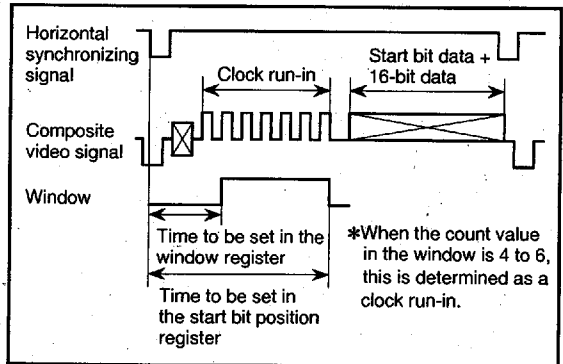 Horizontal
synchronizing
signal
Start bit data +
16-bit data
Clock run-in
Composite
video signal
Window
Time to be set in the
window register
Time to be set in
the start bit position
register
*When the count value
in the window is 4 to 6,
this is determined as a
clock run-in.